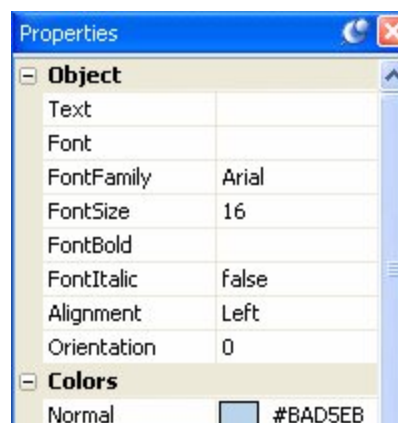 Properties
Object
Text
Font
FontFamily Arial
FontSize 16
FontBold
FontItalic false
Alignment Left
Orientation 0
Colors
Normal #BAD5EB